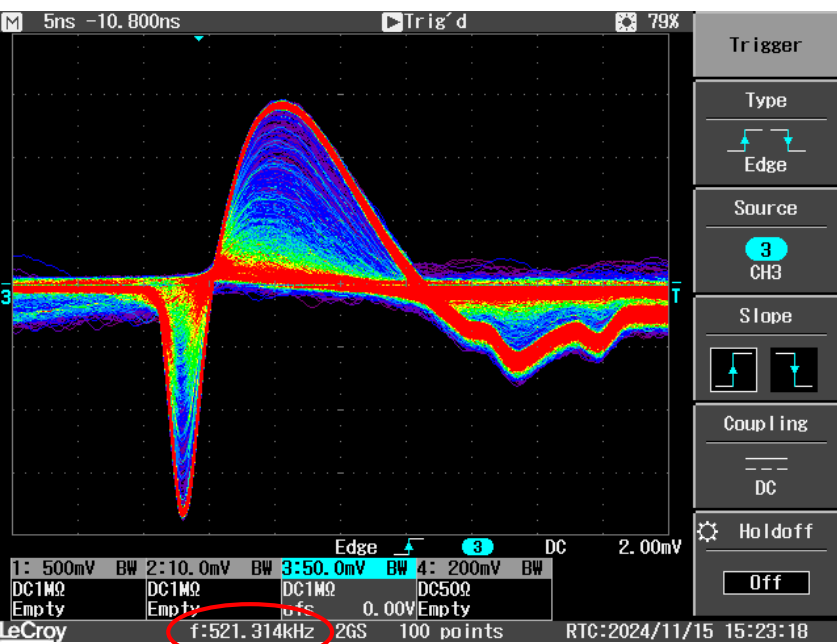 M 5ns -10.800ns Trig'd 79%
Trigger
Type
Edge
Source
3
CH3
Slope
Coupling
DC
Holdoff
Off
3
T
Edge 3 DC 2.00mV
1: 500mV BW 2:10.0mV BW 3:50.0mV BW 4: 200mV BW
DC1MΩ DC1MΩ DC1MΩ DC50Ω
Empty Empty ofs 0.00V Empty
LeCroy f:521.314kHz 2GS 100 points RTC:2024/11/15 15:23:18